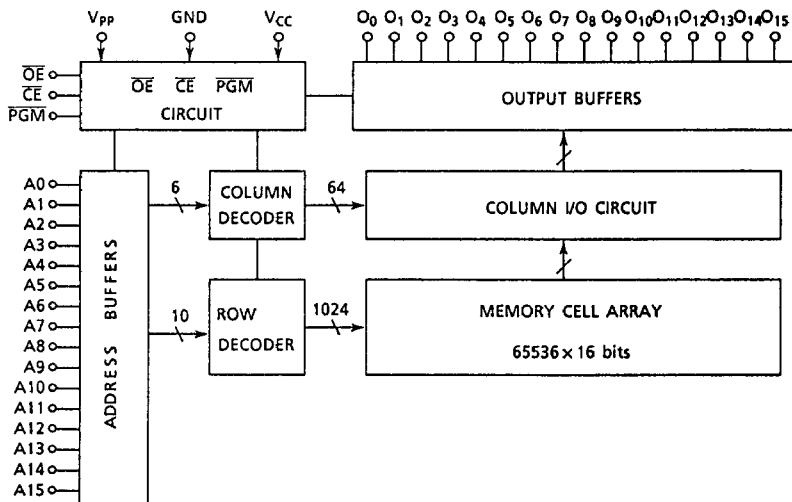 VPP GND VCC O0 O1 O2 O3 O4 O5 O6 O7 O8 O9 O10 O11 O12 O13 O14 O15
OE
CE
PGM
OE CE PGM
CIRCUIT
OUTPUT BUFFERS
A0
A1
A2
A3
A4
A5
A6
A7
A8
A9
A10
A11
A12
A13
A14
A15
ADDRESS BUFFERS
6
COLUMN
DECODER
64
COLUMN I/O CIRCUIT
10
ROW
DECODER
1024
MEMORY CELL ARRAY
65536 × 16 bits